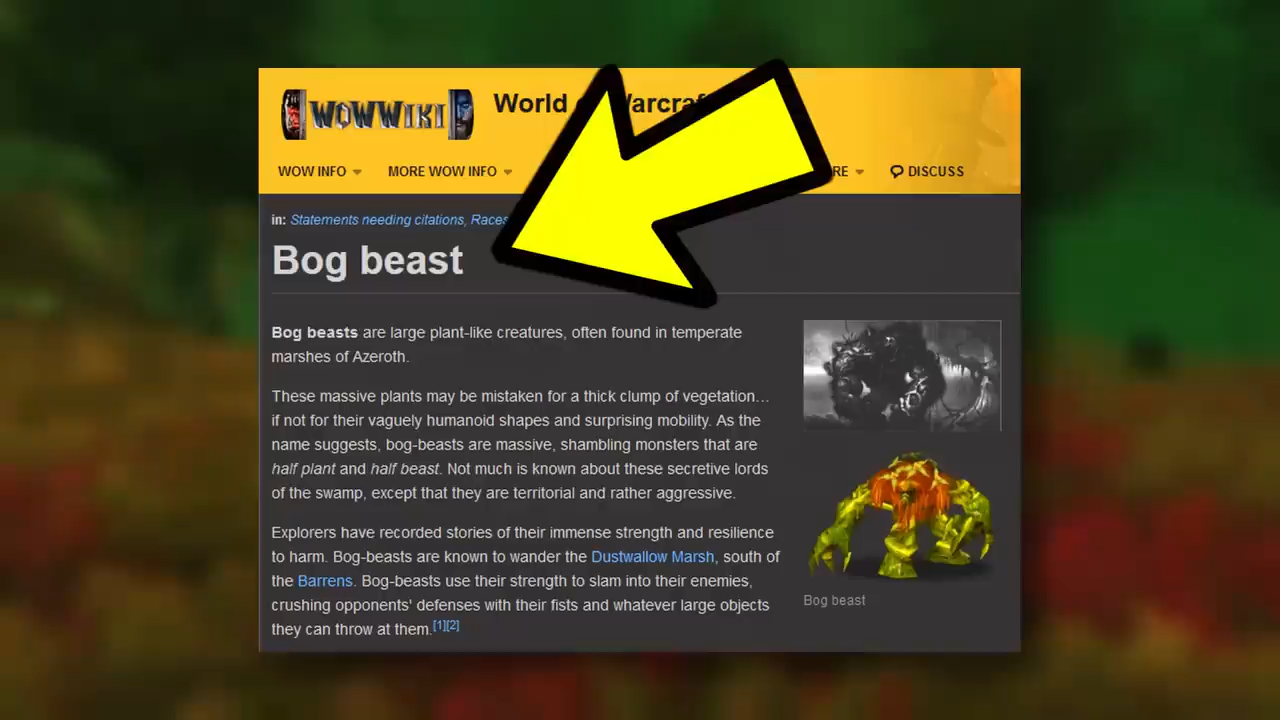 WOWWIKI
World of Warcraft
WOW INFO
MORE WOW INFO
DISCUSS
in: Statements needing citations, Races
Bog beast
Bog beasts are large plant-like creatures, often found in temperate
marshes of Azeroth.
These massive plants may be mistaken for a thick clump of vegetation…
if not for their vaguely humanoid shapes and surprising mobility. As the
name suggests, bog-beasts are massive, shambling monsters that are
half plant and half beast. Not much is known about these secretive lords
of the swamp, except that they are territorial and rather aggressive.
Explorers have recorded stories of their immense strength and resilience
to harm. Bog-beasts are known to wander the Dustwallow Marsh, south of
the Barrens. Bog-beasts use their strength to slam into their enemies,
crushing opponents' defenses with their fists and whatever large objects
they can throw at them.[1][2]
Bog beast